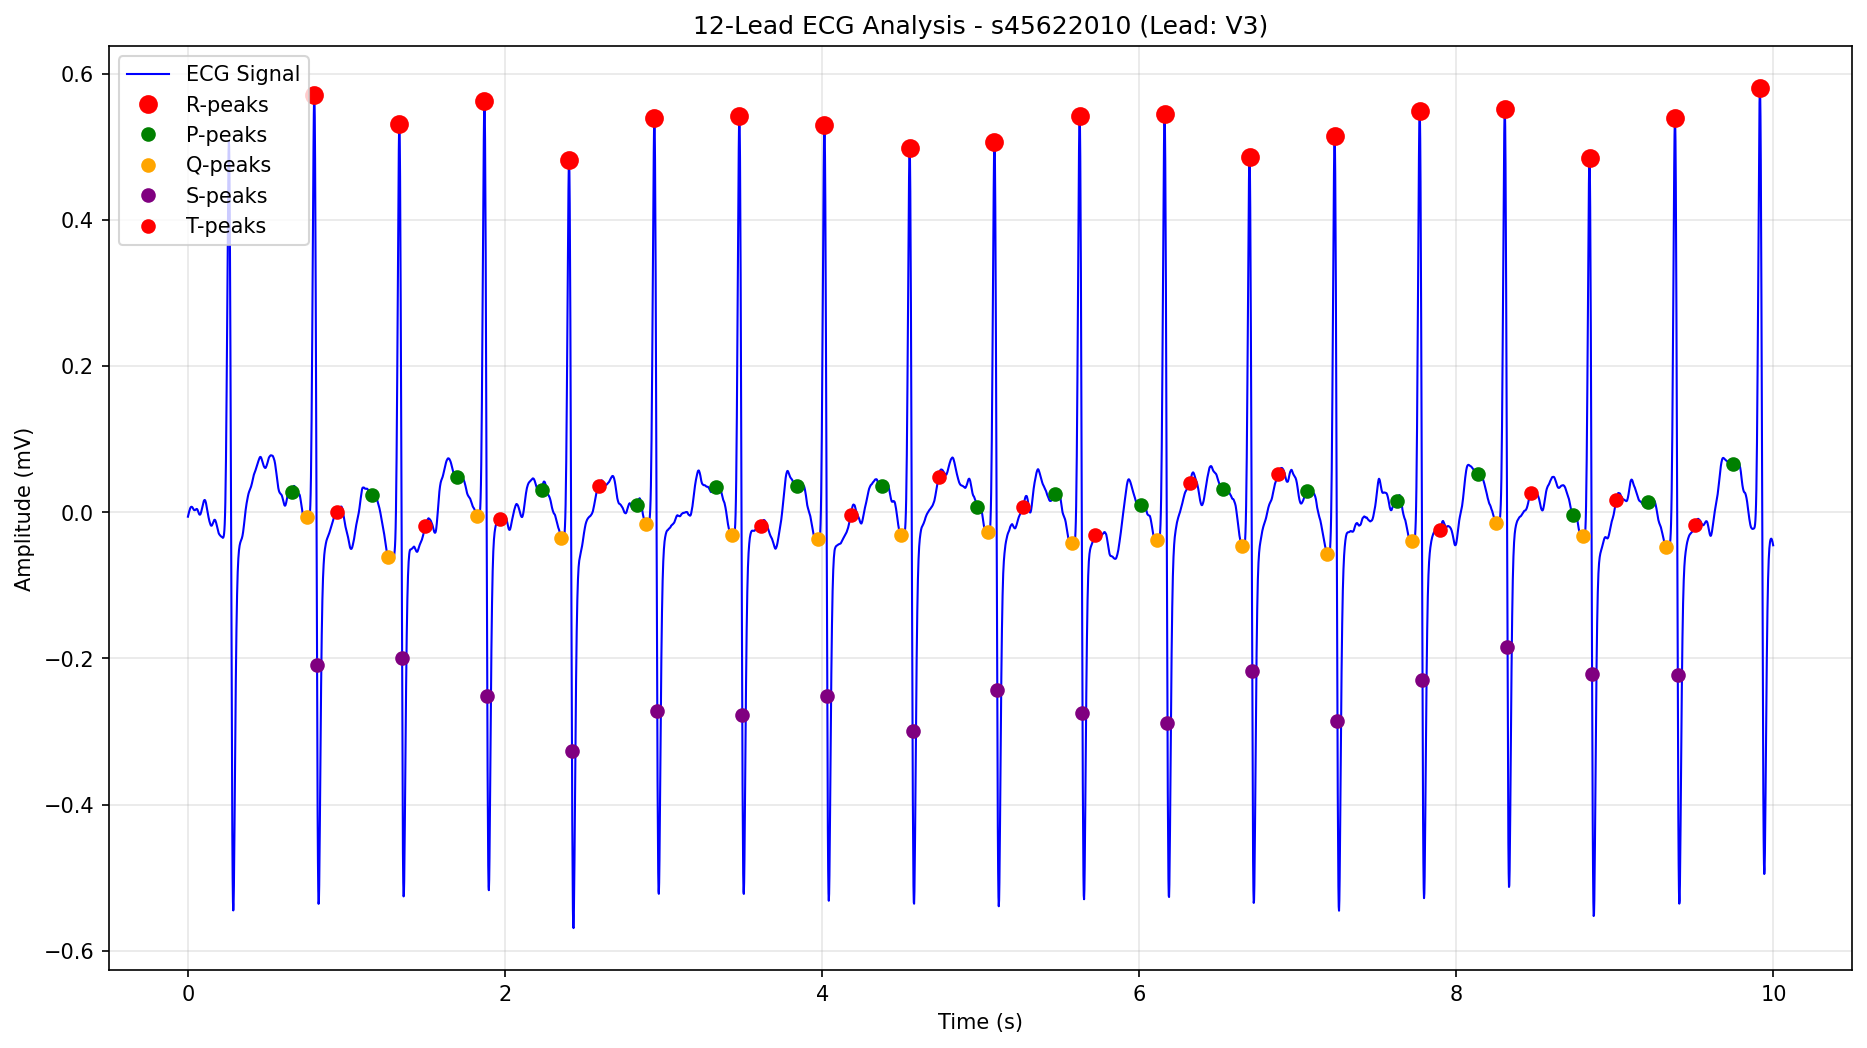 12-Lead ECG Analysis - s45622010 (Lead: V3)
ECG Signal
R-peaks
P-peaks
Q-peaks
S-peaks
T-peaks
0.6
0.4
0.2
0.0
−0.2
−0.4
−0.6
Amplitude (mV)
0 2 4 6 8 10
Time (s)